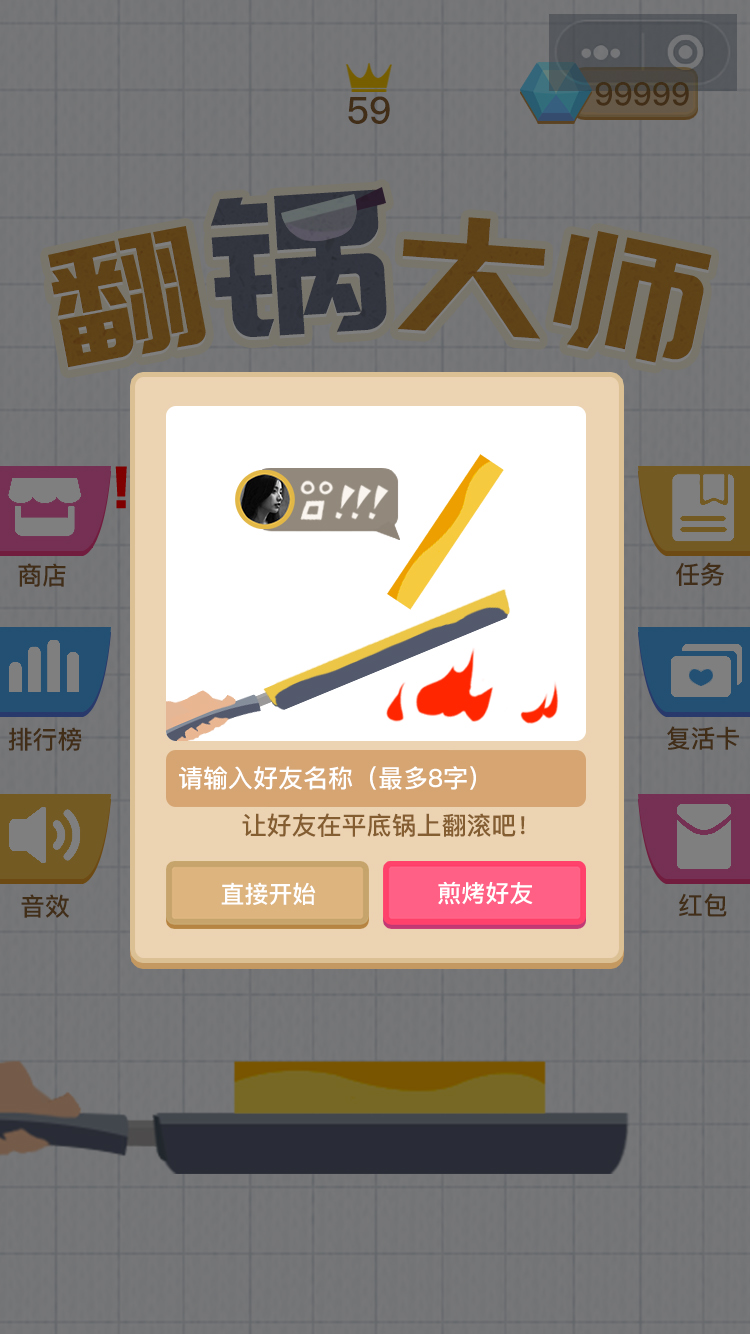 59
99999
翻锅大师
!
!!!
请输入好友名称（最多8字）
让好友在平底锅上翻滚吧!
直接开始
煎烤好友
商店
任务
排行榜
复活卡
音效
红包